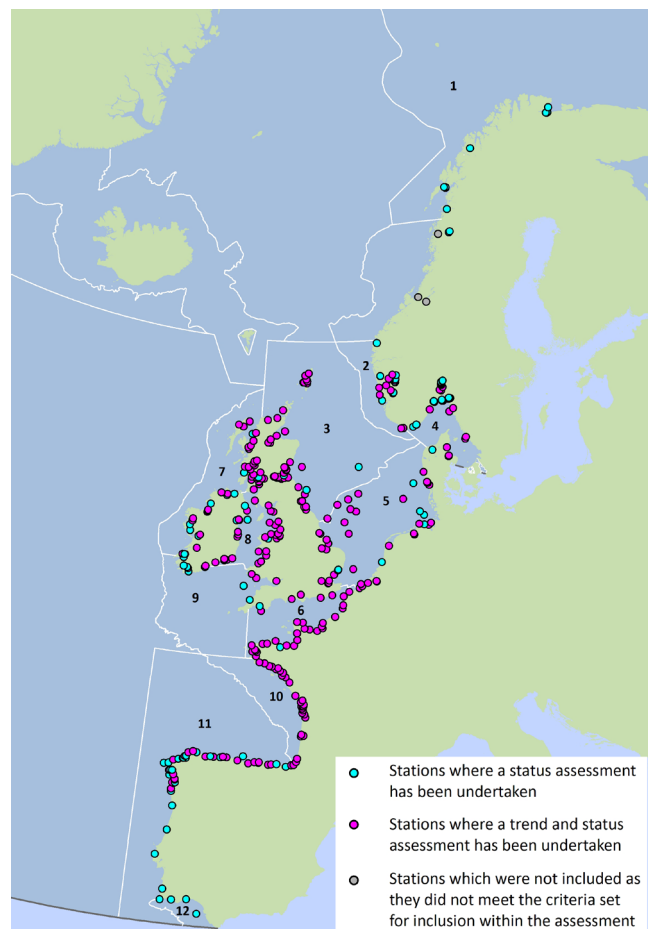 1
2
3
4
7
5
8
9
6
10
11
12
Stations where a status assessment
has been undertaken
Stations where a trend and status
assessment has been undertaken
Stations which were not included as
they did not meet the criteria set
for inclusion within the assessment